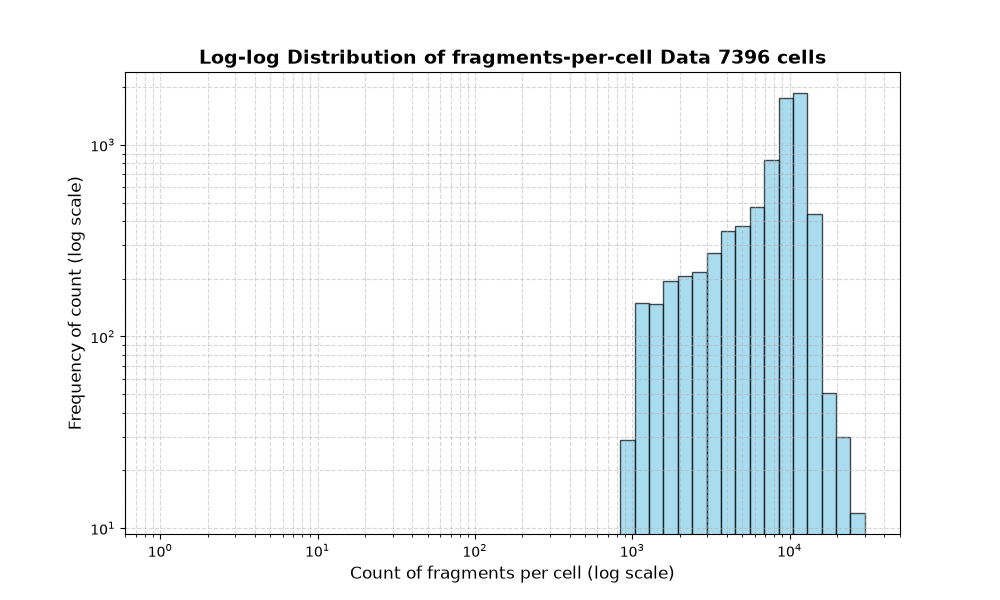 Log-log Distribution of fragments-per-cell Data 7396 cells
Frequency of count (log scale)
10³
10²
10¹
10⁰ 10¹ 10² 10³ 10⁴
Count of fragments per cell (log scale)